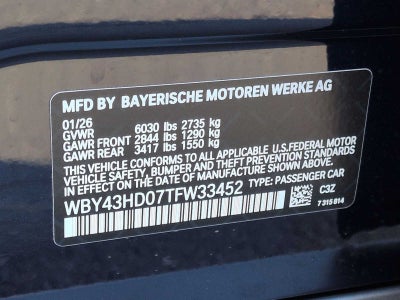 MFD BY BAYERISCHE MOTOREN WERKE AG
01/26
GVWR 6030 lbs 2735 kg
GAWR FRONT 2844 lbs 1290 kg
GAWR REAR 3417 lbs 1550 kg
THIS VEHICLE CONFORMS TO ALL APPLICABLE U.S.FEDERAL MOTOR
VEHICLE SAFETY, BUMPER, AND THEFT PREVENTION STANDARDS
IN EFFECT ON THE DATE OF MANUFACTURE SHOWN ABOVE.
WBY43HD07TFW33452 TYPE: PASSENGER CAR
C3Z
7 315 814